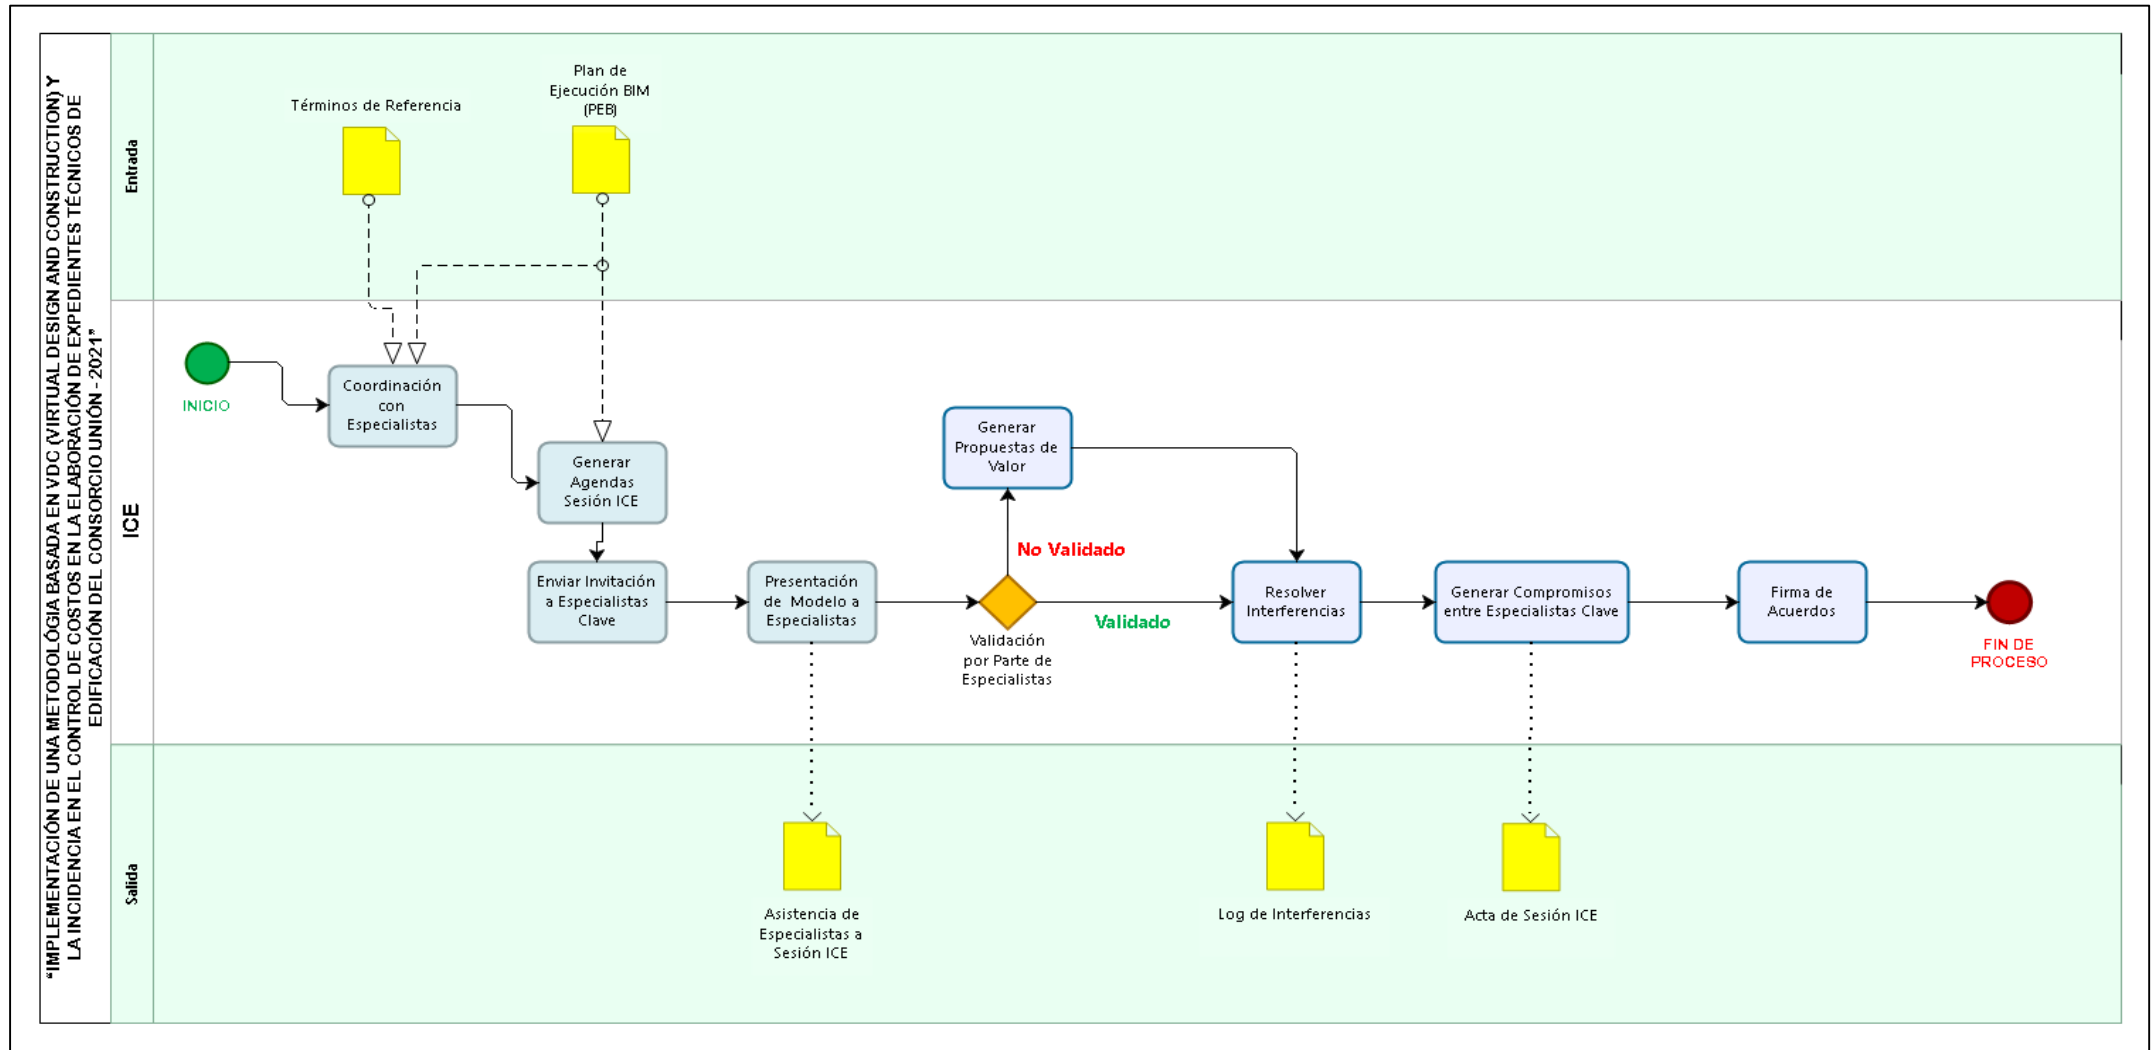 “IMPLEMENTACIÓN DE UNA METODOLÓGIA BASADA EN VDC (VIRTUAL DESIGN AND CONSTRUCTION) Y
LA INCIDENCIA EN EL CONTROL DE COSTOS EN LA ELABORACIÓN DE EXPEDIENTES TÉCNICOS DE
EDIFICACIÓN DEL CONSORCIO UNIÓN - 2021”
Entrada
Términos de Referencia
Plan de
Ejecución BIM
(PEB)
ICE
INICIO
Coordinación
con
Especialistas
Generar
Agendas
Sesión ICE
Enviar Invitación
a Especialistas
Clave
Presentación
de Modelo a
Especialistas
Validación
por Parte de
Especialistas
No Validado
Generar
Propuestas de
Valor
Validado
Resolver
Interferencias
Generar Compromisos
entre Especialistas Clave
Firma de
Acuerdos
FIN DE
PROCESO
Salida
Asistencia de
Especialistas a
Sesión ICE
Log de Interferencias
Acta de Sesión ICE